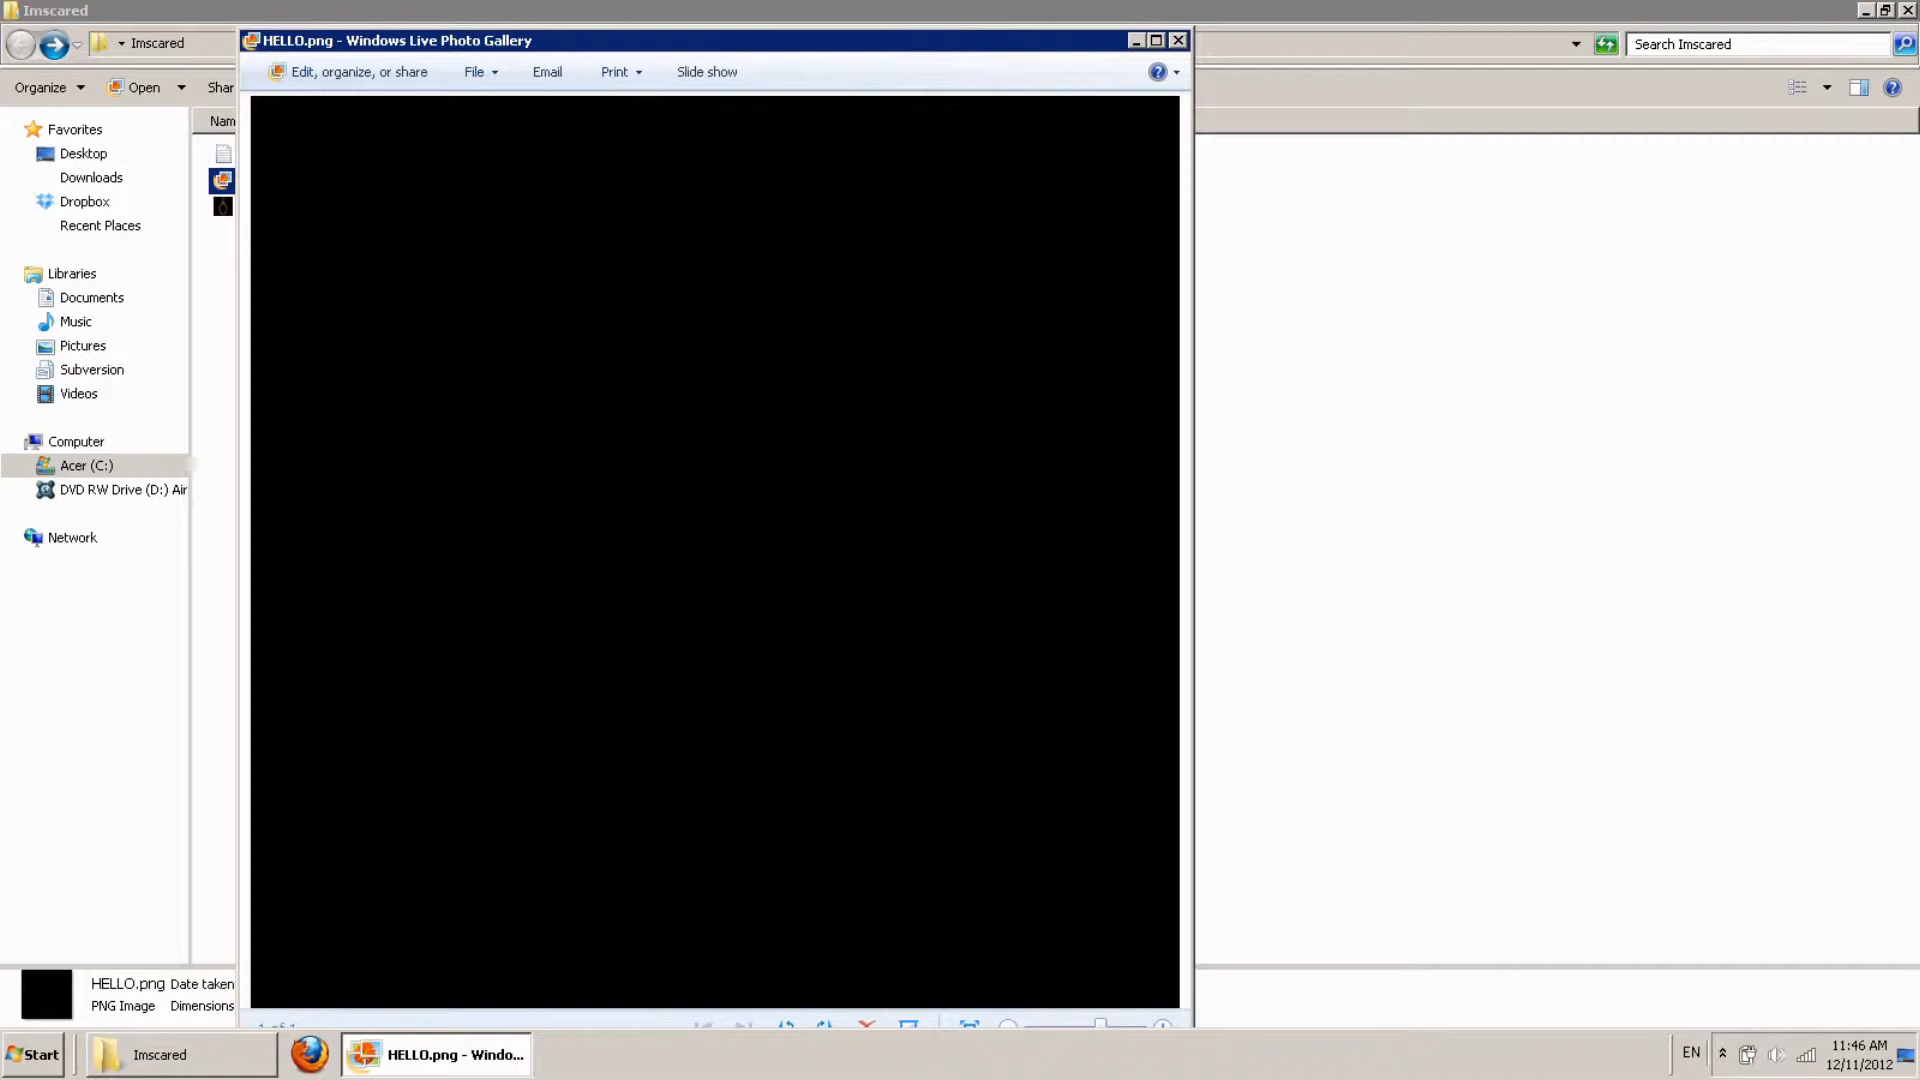 Imscared
Imscared
Search Imscared
HELLO.png - Windows Live Photo Gallery
Edit, organize, or share
File
Email
Print
Slide show
Organize
Open
Shar
Nam
Favorites
Desktop
Downloads
Dropbox
Recent Places
Libraries
Documents
Music
Pictures
Subversion
Videos
Computer
Acer (C:)
DVD RW Drive (D:) Air
Network
HELLO.png Date taken
PNG Image Dimensions
Start
Imscared
HELLO.png - Windo...
EN
11:46 AM
12/11/2012